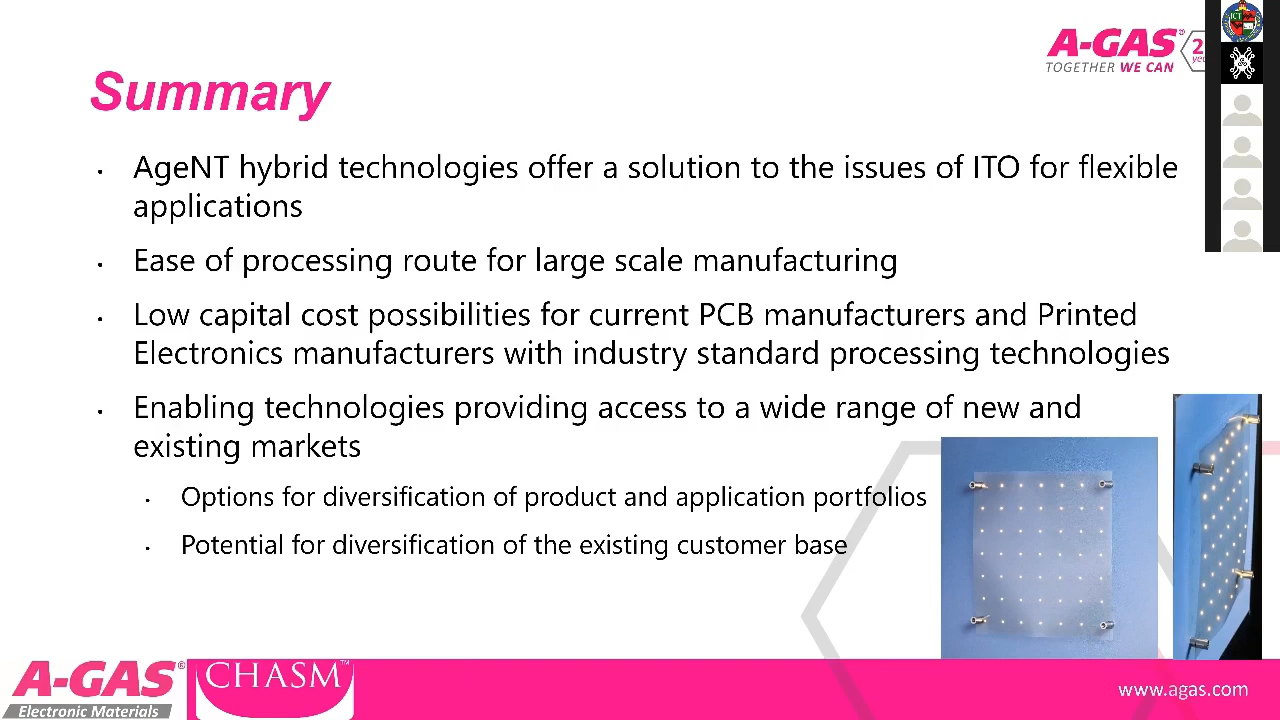 A-GAS®
TOGETHER WE CAN
2
ICT
Summary
• AgeNT hybrid technologies offer a solution to the issues of ITO for flexible
applications
• Ease of processing route for large scale manufacturing
• Low capital cost possibilities for current PCB manufacturers and Printed
Electronics manufacturers with industry standard processing technologies
• Enabling technologies providing access to a wide range of new and
existing markets
• Options for diversification of product and application portfolios
• Potential for diversification of the existing customer base
A-GAS®
Electronic Materials
CHASM™
www.agas.com